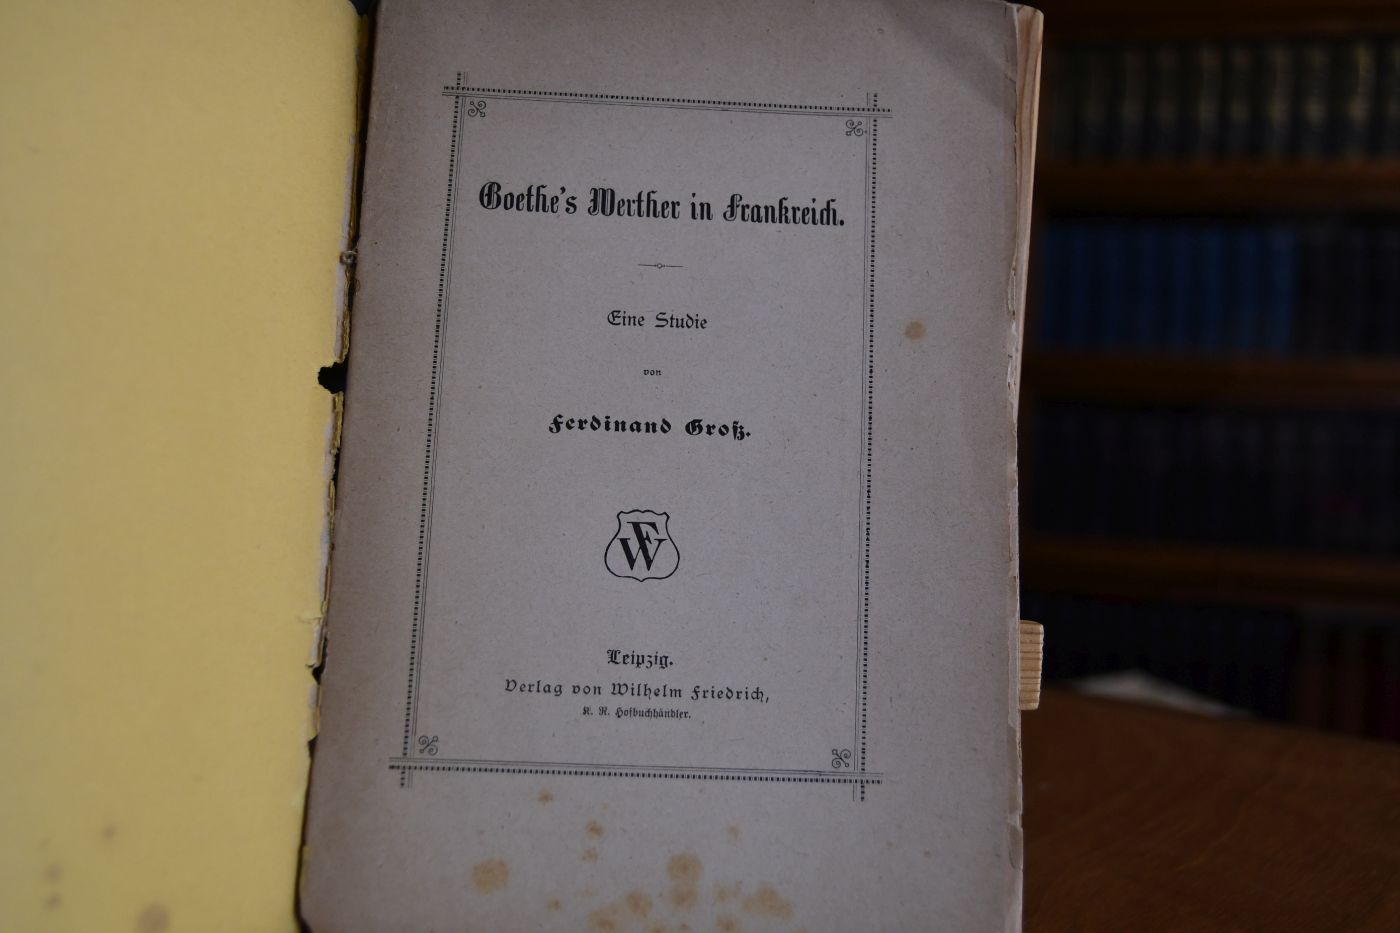 Goethe's Werther in Frankreich.
Eine Studie
von
Ferdinand Groß.
WF
Leipzig.
Verlag von Wilhelm Friedrich,
K. R. Hofbuchhändler.